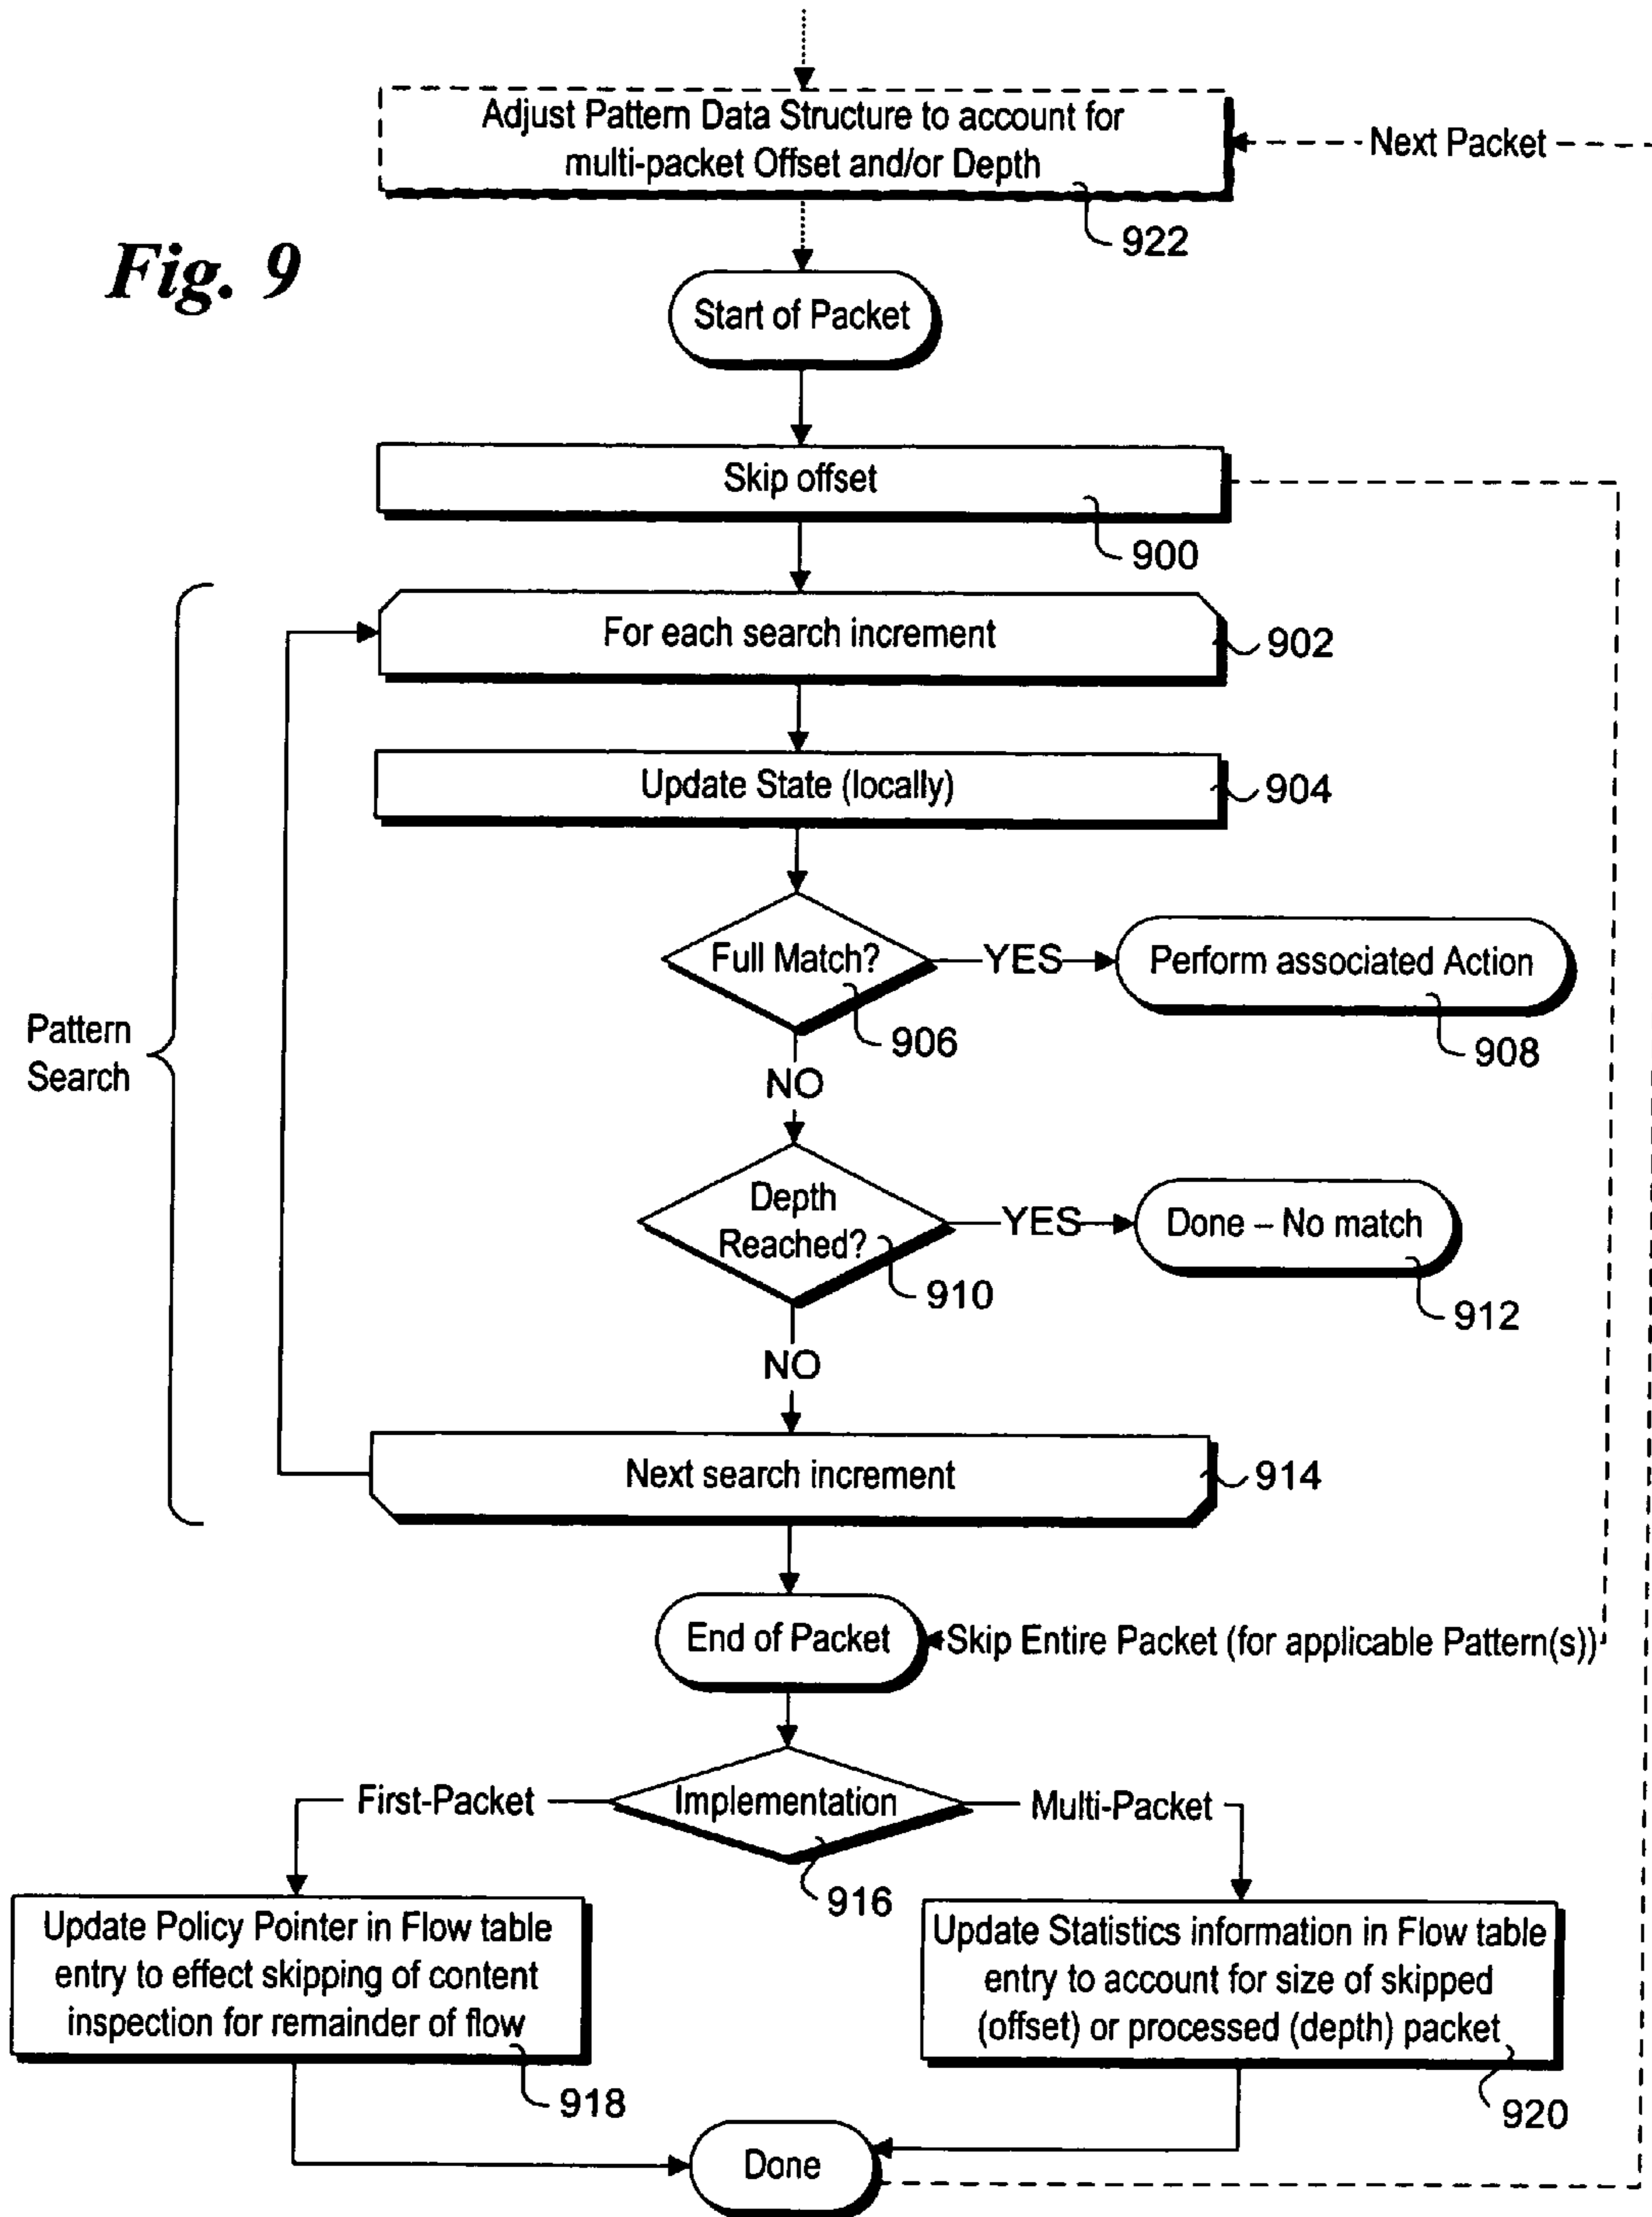 Adjust Pattern Data Structure to account for
multi-packet Offset and/or Depth
Next Packet
922
Fig. 9
Start of Packet
Skip offset
900
For each search increment
902
Update State (locally)
904
Full Match?
YES
Perform associated Action
906
908
NO
Pattern
Search
Depth
Reached?
YES
Done – No match
910
912
NO
Next search increment
914
End of Packet
Skip Entire Packet (for applicable Pattern(s))
First-Packet
Implementation
Multi-Packet
916
Update Policy Pointer in Flow table
entry to effect skipping of content
inspection for remainder of flow
918
Update Statistics information in Flow table
entry to account for size of skipped
(offset) or processed (depth) packet
920
Done